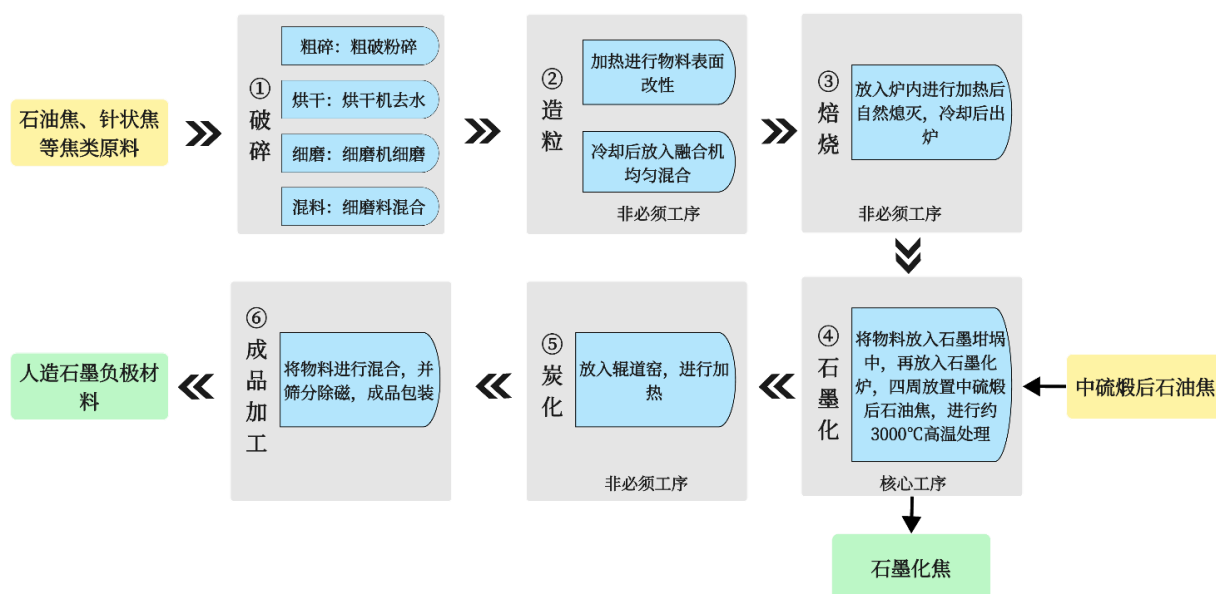 石油焦、针状焦
等焦类原料
①
破
碎
粗碎：粗破粉碎
烘干：烘干机去水
细磨：细磨机细磨
混料：细磨料混合
②
造
粒
加热进行物料表面
改性
冷却后放入融合机
均匀混合
非必须工序
③
焙
烧
放入炉内进行加热后
自然熄灭，冷却后出
炉
非必须工序
④
石
墨
化
将物料放入石墨坩埚
中，再放入石墨化
炉，四周放置中硫煅
后石油焦，进行约
3000℃高温处理
核心工序
中硫煅后石油焦
石墨化焦
⑤
炭
化
放入辊道窑，进行加
热
非必须工序
⑥
成
品
加
工
将物料进行混合，并
筛分除磁，成品包装
人造石墨负极材
料